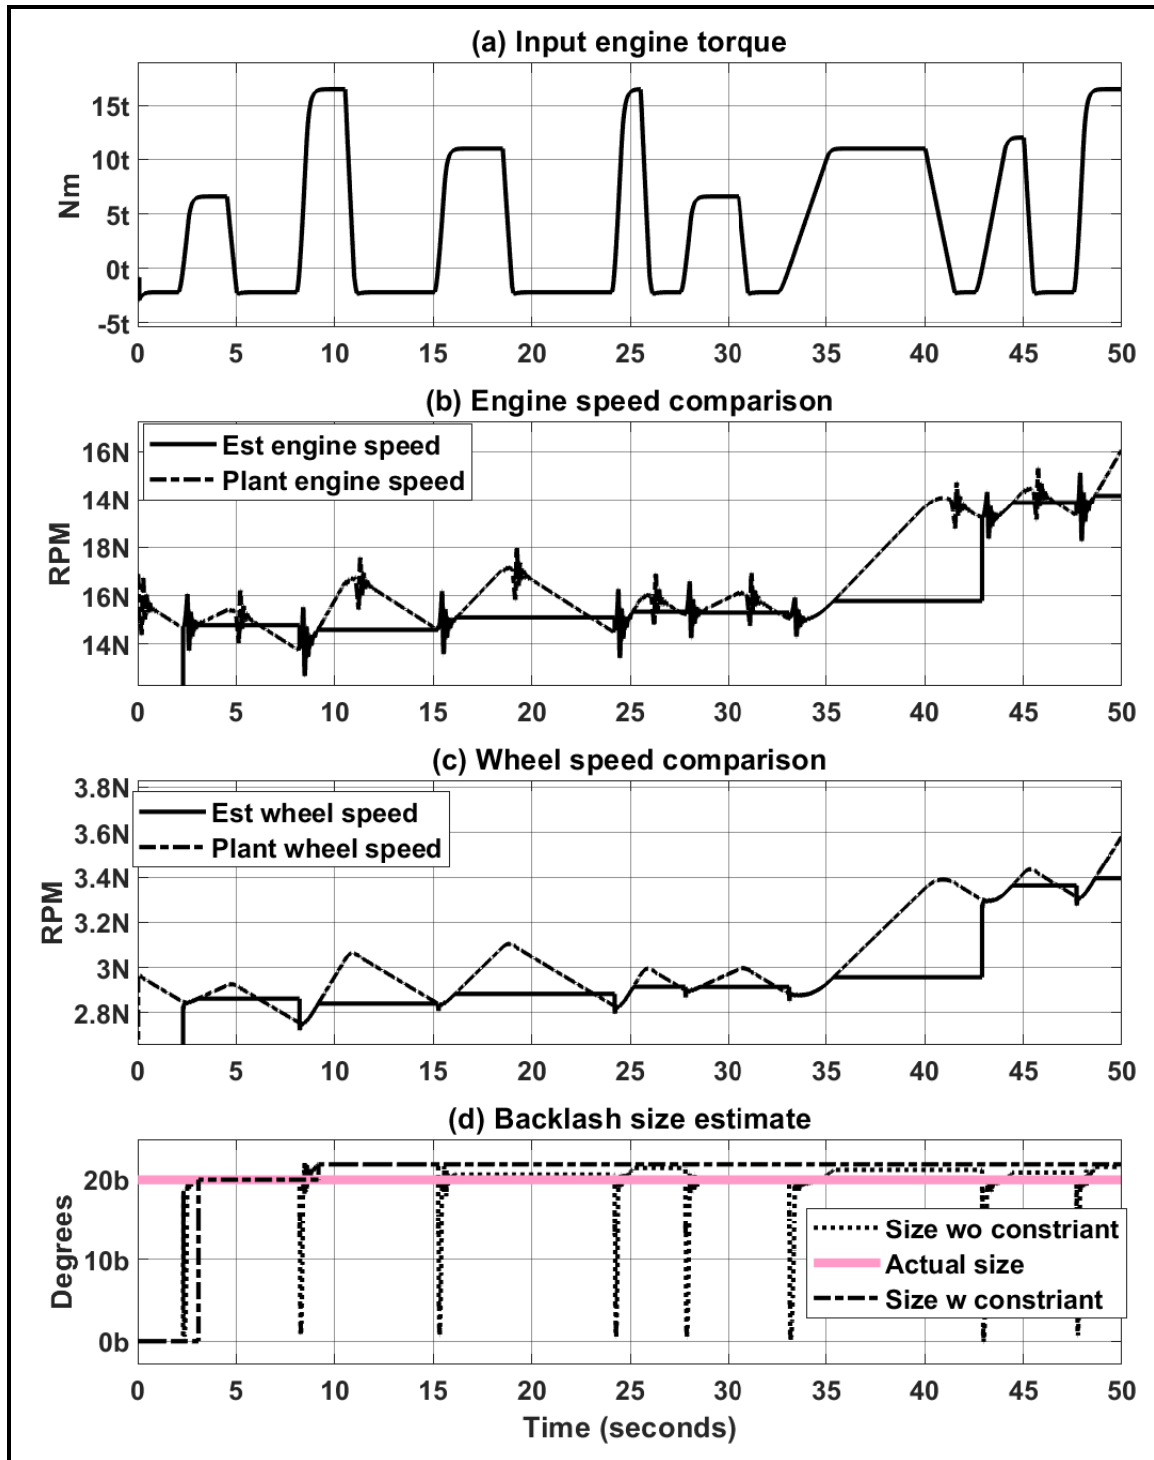 (a) Input engine torque
15t
10t
5t
0t
-5t
Nm
0 5 10 15 20 25 30 35 40 45 50
(b) Engine speed comparison
Est engine speed
Plant engine speed
16N
14N
18N
16N
14N
RPM
0 5 10 15 20 25 30 35 40 45 50
(c) Wheel speed comparison
Est wheel speed
Plant wheel speed
3.8N
3.6N
3.4N
3.2N
3N
2.8N
RPM
0 5 10 15 20 25 30 35 40 45 50
(d) Backlash size estimate
20b
10b
0b
Degrees
Size wo constriant
Actual size
Size w constriant
0 5 10 15 20 25 30 35 40 45 50
Time (seconds)